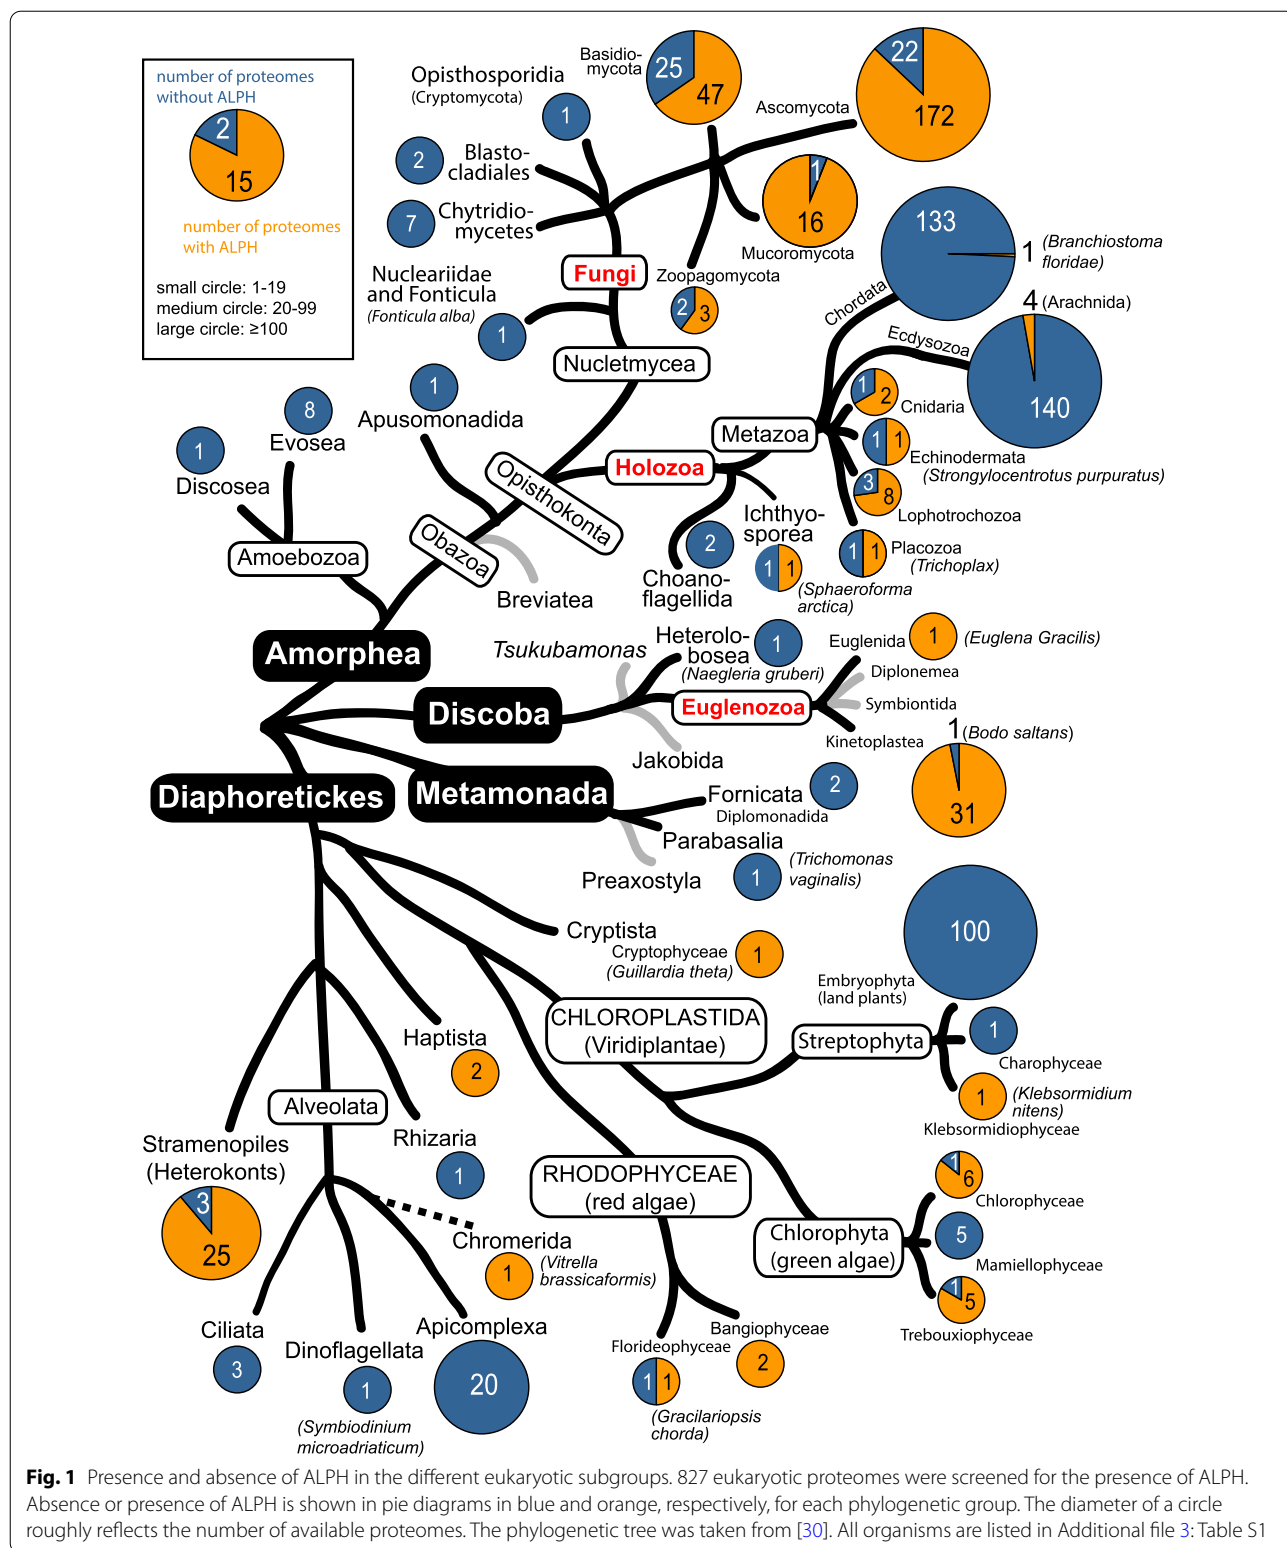 number of proteomes
without ALPH
2
15
number of proteomes
with ALPH
small circle: 1-19
medium circle: 20-99
large circle: ≥100
Opisthosporidia
(Cryptomycota)
1
Basidio-
mycota
25
47
Ascomycota
22
172
Blasto-
cladiales
2
Chytridio-
mycetes
7
1
16
Mucoromycota
Fungi
Zoopagomycota
2
3
Nucleariidae
and Fonticula
(Fonticula alba)
1
Nucletmycea
133
1
(Branchiostoma
floridae)
Chordata
4 (Arachnida)
140
Ecdysozoa
1
2
Cnidaria
1
1
Echinodermata
(Strongylocentrotus purpuratus)
3
8
Lophotrochozoa
1
1
Placozoa
(Trichoplax)
Metazoa
Holozoa
Ichthyo-
sporea
1
1
(Sphaeroforma
arctica)
2
Choano-
flagellida
1
Apusomonadida
8
Evosea
1
Discosea
Amoebozoa
Opisthokonta
Obazoa
Breviatea
Amorphea
Tsukubamonas
Heterolo-
bosea
(Naegleria gruberi)
1
Euglenida
1
(Euglena Gracilis)
Diplonemea
Symbiontida
Kinetoplastea
1(Bodo saltans)
31
Euglenozoa
Discoba
Jakobida
Diaphoretickes
Metamonada
Fornicata
Diplomonadida
2
Parabasalia
1
(Trichomonas
vaginalis)
Preaxostyla
Cryptista
Cryptophyceae
(Guillardia theta)
1
100
Embryophyta
(land plants)
CHLOROPLASTIDA
(Viridiplantae)
Streptophyta
1
Charophyceae
1
(Klebsormidium
nitens)
Klebsormidiophyceae
Haptista
2
Alveolata
Stramenopiles
(Heterokonts)
3
25
Rhizaria
1
RHODOPHYCEAE
(red algae)
1
6
Chlorophyceae
Chlorophyta
(green algae)
5
Mamiellophyceae
1
5
Trebouxiophyceae
Chromerida
1
(Vitrella
brassicaformis)
Ciliata
3
Dinoflagellata
1
(Symbiodinium
microadriaticum)
Apicomplexa
20
Florideophyceae
1
1
(Gracilariopsis
chorda)
Bangiophyceae
2
Fig. 1 Presence and absence of ALPH in the different eukaryotic subgroups. 827 eukaryotic proteomes were screened for the presence of ALPH.
Absence or presence of ALPH is shown in pie diagrams in blue and orange, respectively, for each phylogenetic group. The diameter of a circle
roughly reflects the number of available proteomes. The phylogenetic tree was taken from [30]. All organisms are listed in Additional file 3: Table S1